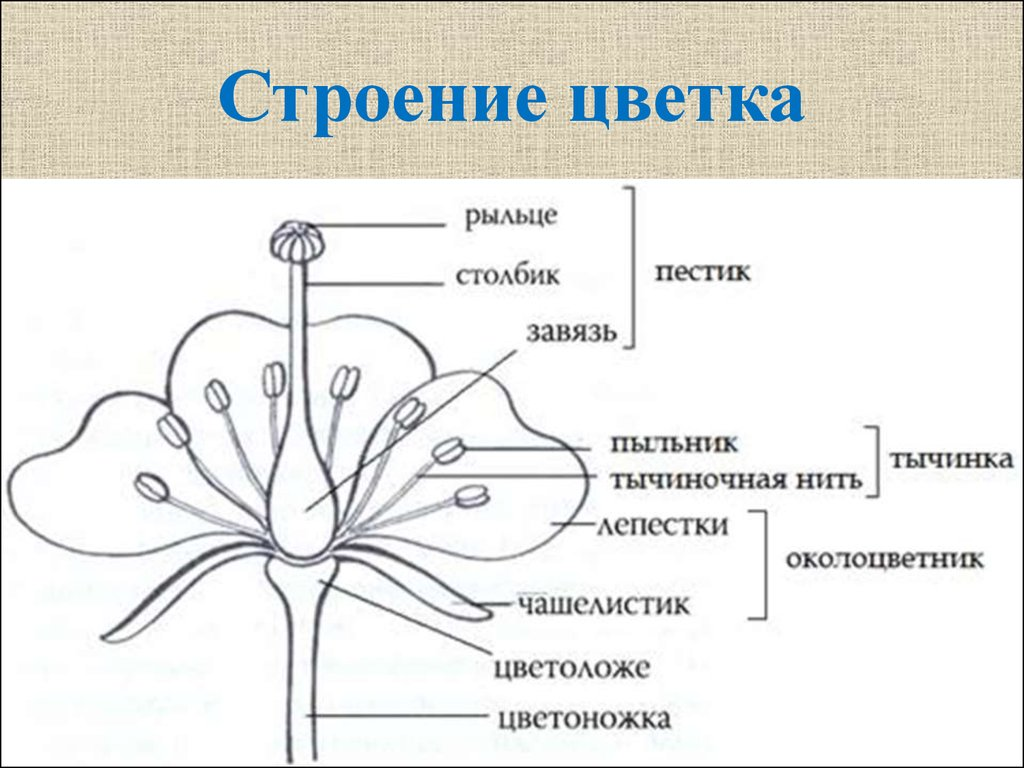 Строение цветка
рыльце
столбик
пестик
завязь
пыльник
тычиночная нить
тычинка
лепестки
околоцветник
чашелистик
цветоложе
цветоножка